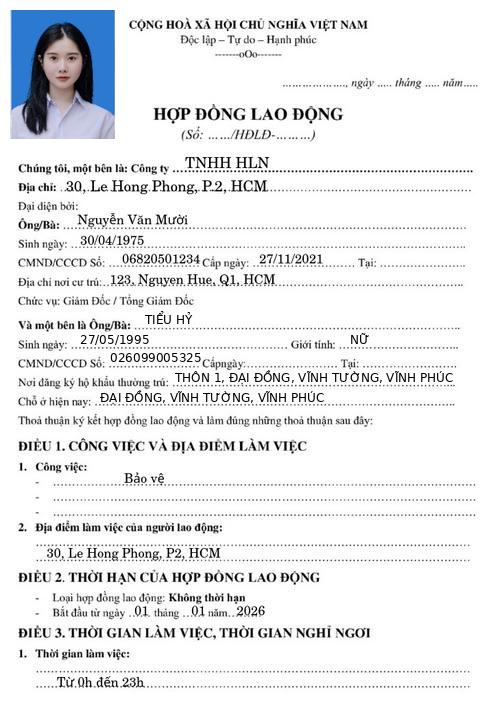 CỘNG HOÀ XÃ HỘI CHỦ NGHĨA VIỆT NAM
Độc lập – Tự do – Hạnh phúc
-------oOo-------
…………………, ngày ….. tháng ….. năm…..
HỢP ĐỒNG LAO ĐỘNG
(Số: ……/HĐLĐ-………)
Chúng tôi, một bên là: Công ty TNHH HLN
Địa chỉ: 30, Le Hong Phong, P.2, HCM
Đại diện bởi:
Ông/Bà: Nguyễn Văn Mười
Sinh ngày: 30/04/1975
CMND/CCCD Số: 06820501234 Cấp ngày: 27/11/2021 Tại:
Địa chỉ nơi cư trú: 123, Nguyen Hue, Q1, HCM
Chức vụ: Giám Đốc / Tổng Giám Đốc
Và một bên là Ông/Bà: TIỂU HỶ
Sinh ngày: 27/05/1995 Giới tính: NỮ
CMND/CCCD Số: 026099005325 Cấpngày: Tại:
Nơi đăng ký hộ khẩu thường trú: THÔN 1, ĐẠI ĐỒNG, VĨNH TƯỜNG, VĨNH PHÚC
Chỗ ở hiện nay: ĐẠI ĐỒNG, VĨNH TƯỜNG, VĨNH PHÚC
Thoả thuận ký kết hợp đồng lao động và làm đúng những thoả thuận sau đây:
ĐIỀU 1. CÔNG VIỆC VÀ ĐỊA ĐIỂM LÀM VIỆC
1. Công việc:
- Bảo vệ
-
-
2. Địa điểm làm việc của người lao động:
30, Le Hong Phong, P2, HCM
ĐIỀU 2. THỜI HẠN CỦA HỢP ĐỒNG LAO ĐỘNG
- Loại hợp đồng lao động: Không thời hạn
- Bắt đầu từ ngày 01 tháng 01 năm 2026
ĐIỀU 3. THỜI GIAN LÀM VIỆC, THỜI GIAN NGHỈ NGƠI
1. Thời gian làm việc:
Từ 0h đến 23h